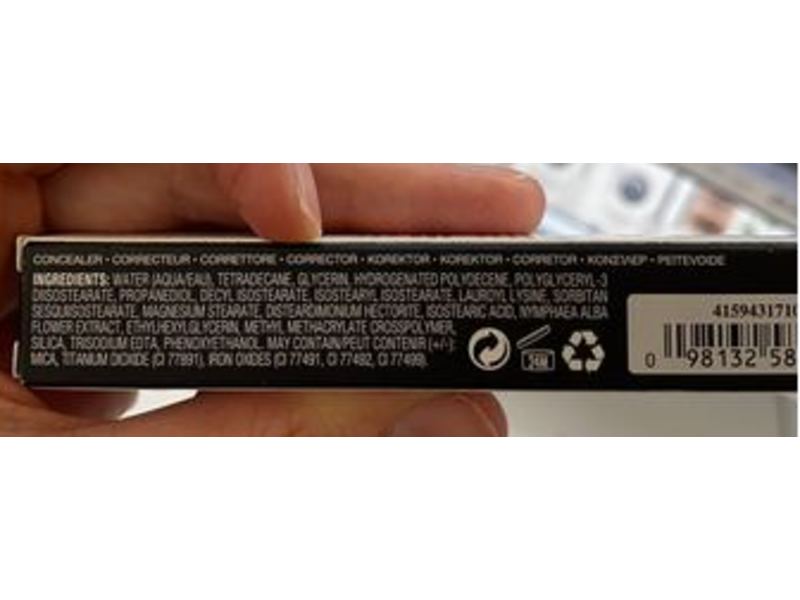 CONCEALER • CORRECTEUR • CORRETTORE • CORRECTOR • KOREKTOR • KOREKTOR • CORRETOR • ΚΟΝΣΙΛΕΡ • PEITEVOIDE
INGREDIENTS: WATER (AQUA/EAU), TETRADECANE, GLYCERIN, HYDROGENATED POLYDECENE, POLYGLYCERYL-3
DIISOSTEARATE, PROPANEDIOL, DECYL ISOSTEARATE, ISOSTEARYL ISOSTEARATE, LAUROYL LYSINE, SORBITAN
SESQUIISOSTEARATE, MAGNESIUM STEARATE, DISTEARDIMONIUM HECTORITE, ISOSTEARIC ACID, NYMPHAEA ALBA
FLOWER EXTRACT, ETHYLHEXYLGLYCERIN, METHYL METHACRYLATE CROSSPOLYMER,
SILICA, TRISODIUM EDTA, PHENOXYETHANOL. MAY CONTAIN/PEUT CONTENIR (+/-):
MICA, TITANIUM DIOXIDE (CI 77891), IRON OXIDES (CI 77491, CI 77492, CI 77499).
24M
415943171
0 98132 58